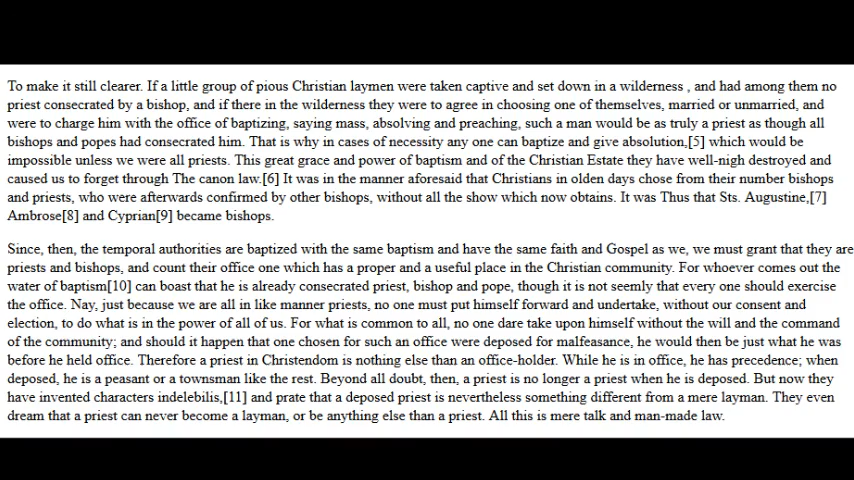 To make it still clearer. If a little group of pious Christian laymen were taken captive and set down in a wilderness , and had among them no
priest consecrated by a bishop, and if there in the wilderness they were to agree in choosing one of themselves, married or unmarried, and
were to charge him with the office of baptizing, saying mass, absolving and preaching, such a man would be as truly a priest as though all
bishops and popes had consecrated him. That is why in cases of necessity any one can baptize and give absolution,[5] which would be
impossible unless we were all priests. This great grace and power of baptism and of the Christian Estate they have well-nigh destroyed and
caused us to forget through The canon law.[6] It was in the manner aforesaid that Christians in olden days chose from their number bishops
and priests, who were afterwards confirmed by other bishops, without all the show which now obtains. It was Thus that Sts. Augustine,[7]
Ambrose[8] and Cyprian[9] became bishops.
Since, then, the temporal authorities are baptized with the same baptism and have the same faith and Gospel as we, we must grant that they are
priests and bishops, and count their office one which has a proper and a useful place in the Christian community. For whoever comes out the
water of baptism[10] can boast that he is already consecrated priest, bishop and pope, though it is not seemly that every one should exercise
the office. Nay, just because we are all in like manner priests, no one must put himself forward and undertake, without our consent and
election, to do what is in the power of all of us. For what is common to all, no one dare take upon himself without the will and the command
of the community; and should it happen that one chosen for such an office were deposed for malfeasance, he would then be just what he was
before he held office. Therefore a priest in Christendom is nothing else than an office-holder. While he is in office, he has precedence; when
deposed, he is a peasant or a townsman like the rest. Beyond all doubt, then, a priest is no longer a priest when he is deposed. But now they
have invented characters indelebilis,[11] and prate that a deposed priest is nevertheless something different from a mere layman. They even
dream that a priest can never become a layman, or be anything else than a priest. All this is mere talk and man-made law.